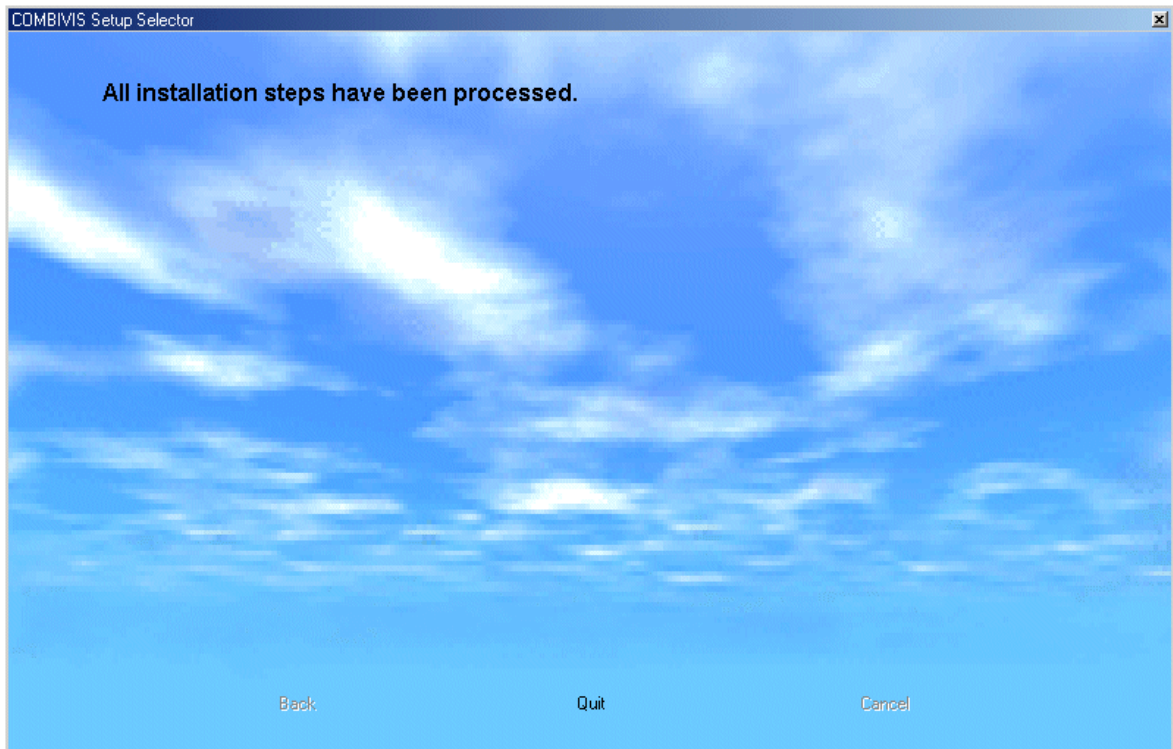 COMBIVIS Setup Selector
All installation steps have been processed.
Back
Quit
Cancel